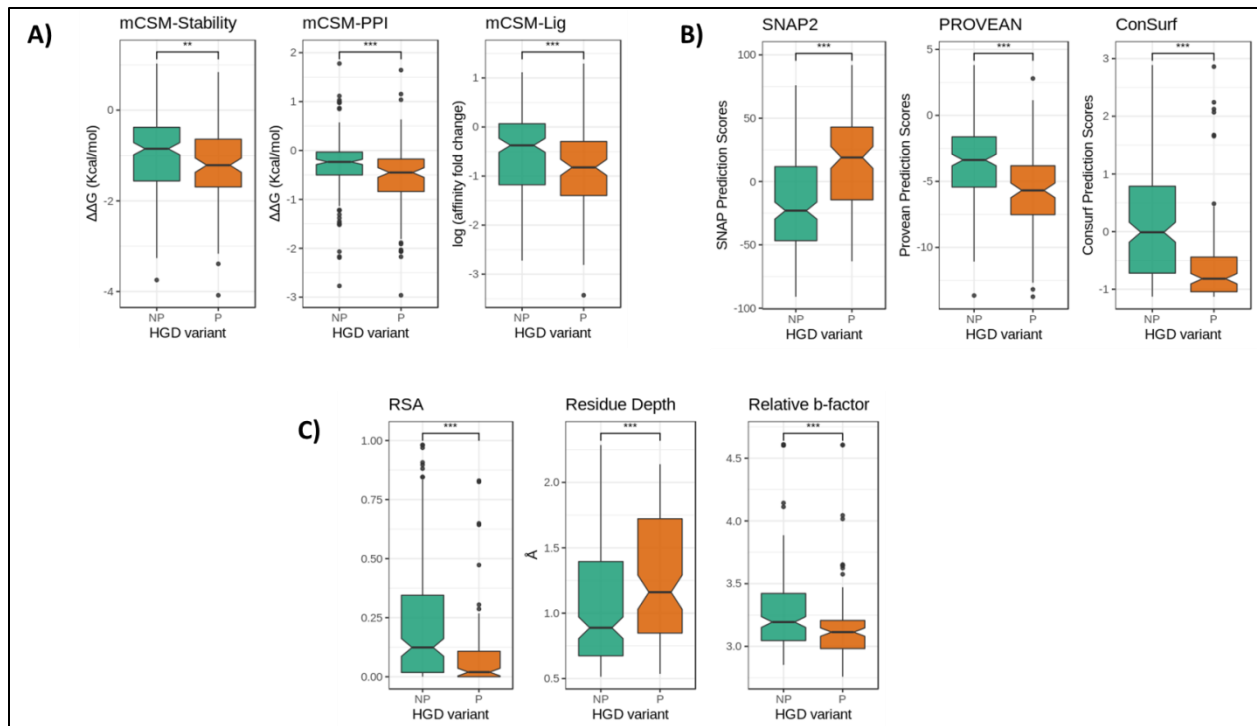 A)
mCSM-Stability
**
ΔΔG (Kcal/mol)
0
-2
-4
NP
P
HGD variant
mCSM-PPI
***
ΔΔG (Kcal/mol)
2
1
0
-1
-2
-3
NP
P
HGD variant
mCSM-Lig
***
log (affinity fold change)
1
-0
-1
-2
-3
NP
P
HGD variant
B)
SNAP2
***
SNAP Prediction Scores
100
50
0
-50
-100
NP
P
HGD variant
PROVEAN
***
Provean Prediction Scores
5
0
-5
-10
NP
P
HGD variant
ConSurf
***
Consurf Prediction Scores
3
2
1
0
-1
NP
P
HGD variant
C)
RSA
***
1.00
0.75
0.50
0.25
0.00
NP
P
HGD variant
Residue Depth
***
Å
2.0
1.5
1.0
0.5
NP
P
HGD variant
Relative b-factor
***
4.5
4.0
3.5
3.0
NP
P
HGD variant